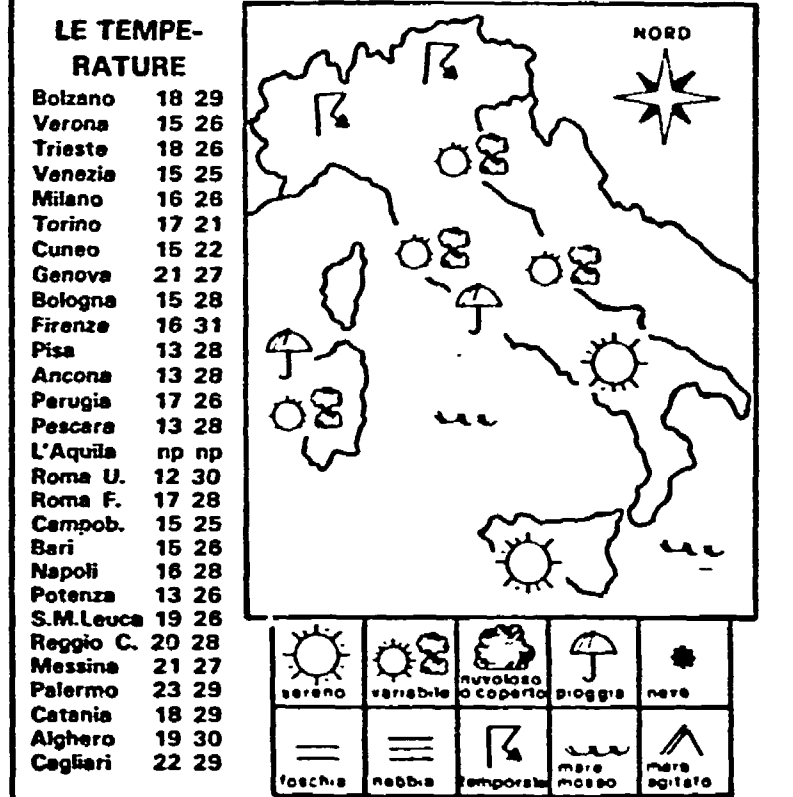 LE TEMPE-
RATURE
Bolzano 18 29
Verona 15 26
Trieste 18 26
Venezia 15 25
Milano 16 26
Torino 17 21
Cuneo 15 22
Genova 21 27
Bologna 15 28
Firenze 16 31
Pisa 13 28
Ancona 13 28
Perugia 17 26
Pescara 13 28
L'Aquila np np
Roma U. 12 30
Roma F. 17 28
Campob. 15 25
Bari 15 26
Napoli 16 28
Potenza 13 26
S.M.Leuca 19 26
Reggio C. 20 28
Messina 21 27
Palermo 23 29
Catania 18 29
Alghero 19 30
Cagliari 22 29
NORD
sereno
variabile
nuvoloso
o coperto
pioggia
neve
foschia
nebbia
temporale
mare
mosso
mare
agitato